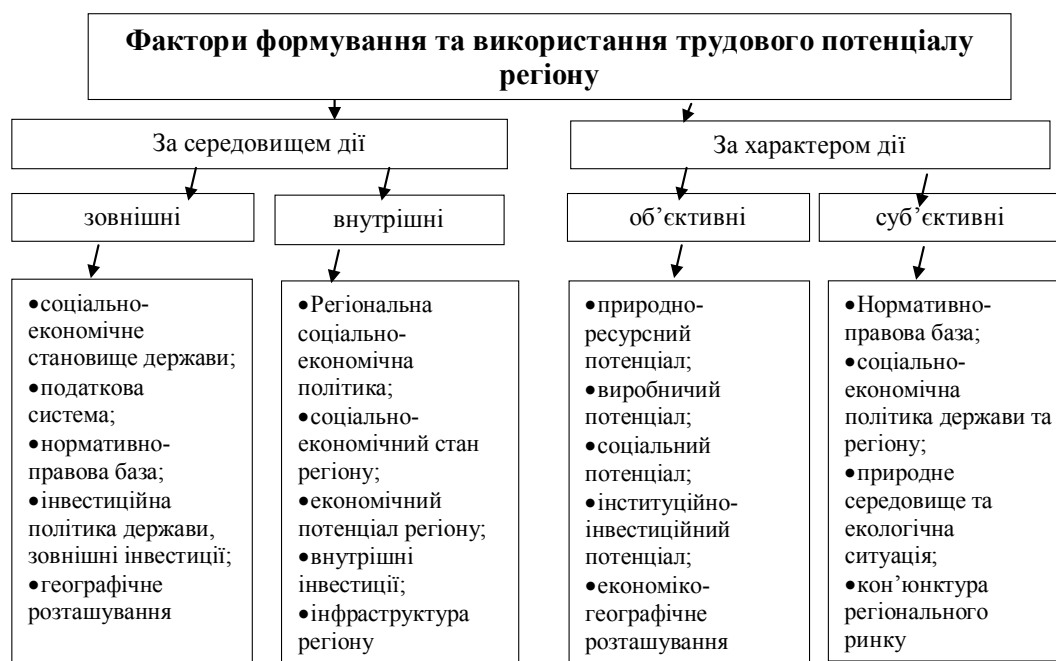 Фактори формування та використання трудового потенціалу
регіону
За середовищем дії
За характером дії
зовнішні
внутрішні
об’єктивні
суб’єктивні
•соціально-
економічне
становище держави;
•податкова
система;
•нормативно-
правова база;
•інвестиційна
політика держави,
зовнішні інвестиції;
•географічне
розташування
•Регіональна
соціально-
економічна
політика;
•соціально-
економічний стан
регіону;
•економічний
потенціал регіону;
•внутрішні
інвестиції;
•інфраструктура
регіону
•природно-
ресурсний
потенціал;
•виробничий
потенціал;
•соціальний
потенціал;
•інституційно-
інвестиційний
потенціал;
•економіко-
географічне
розташування
•Нормативно-
правова база;
•соціально-
економічна
політика держави та
регіону;
•природне
середовище та
екологічна
ситуація;
•кон’юнктура
регіонального
ринку